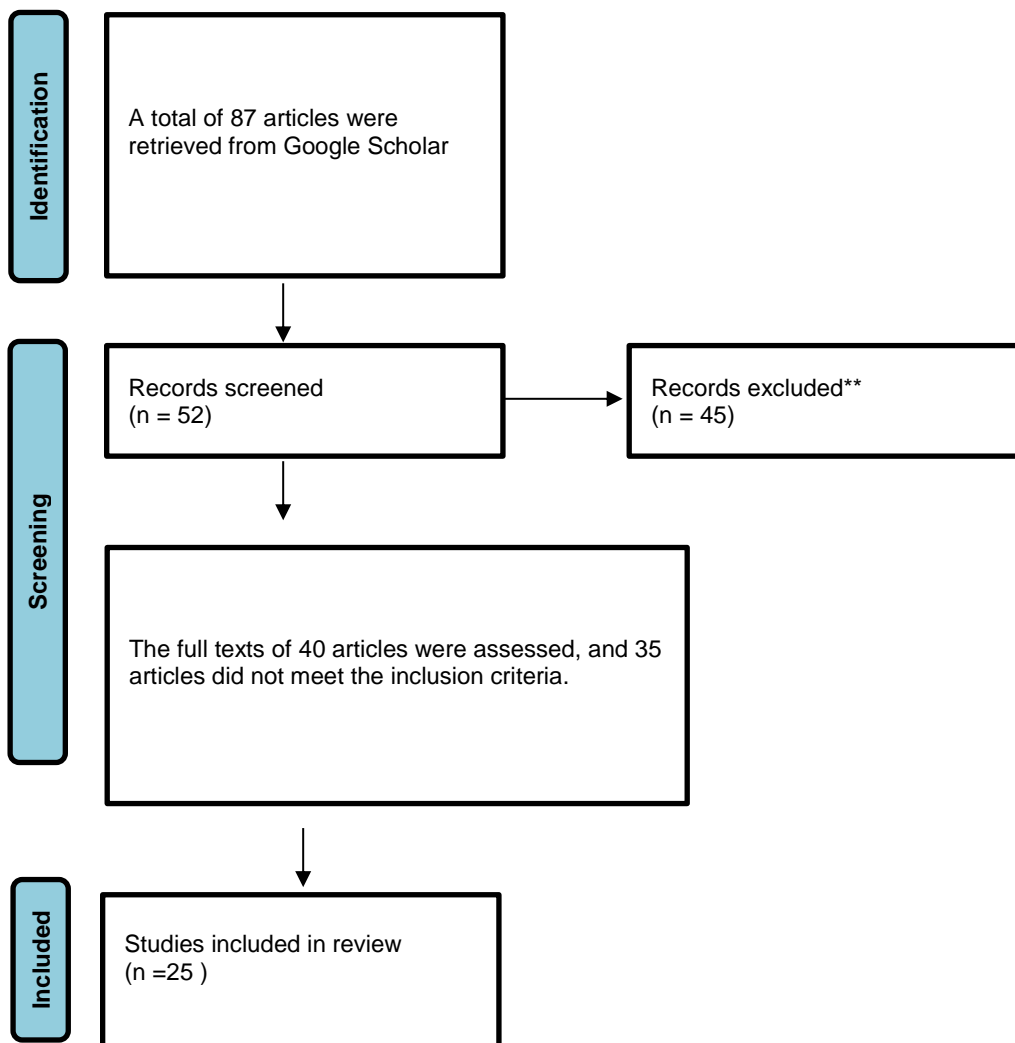 Identification
A total of 87 articles were
retrieved from Google Scholar
Screening
Records screened
(n = 52)
Records excluded**
(n = 45)
The full texts of 40 articles were assessed, and 35
articles did not meet the inclusion criteria.
Included
Studies included in review
(n =25 )